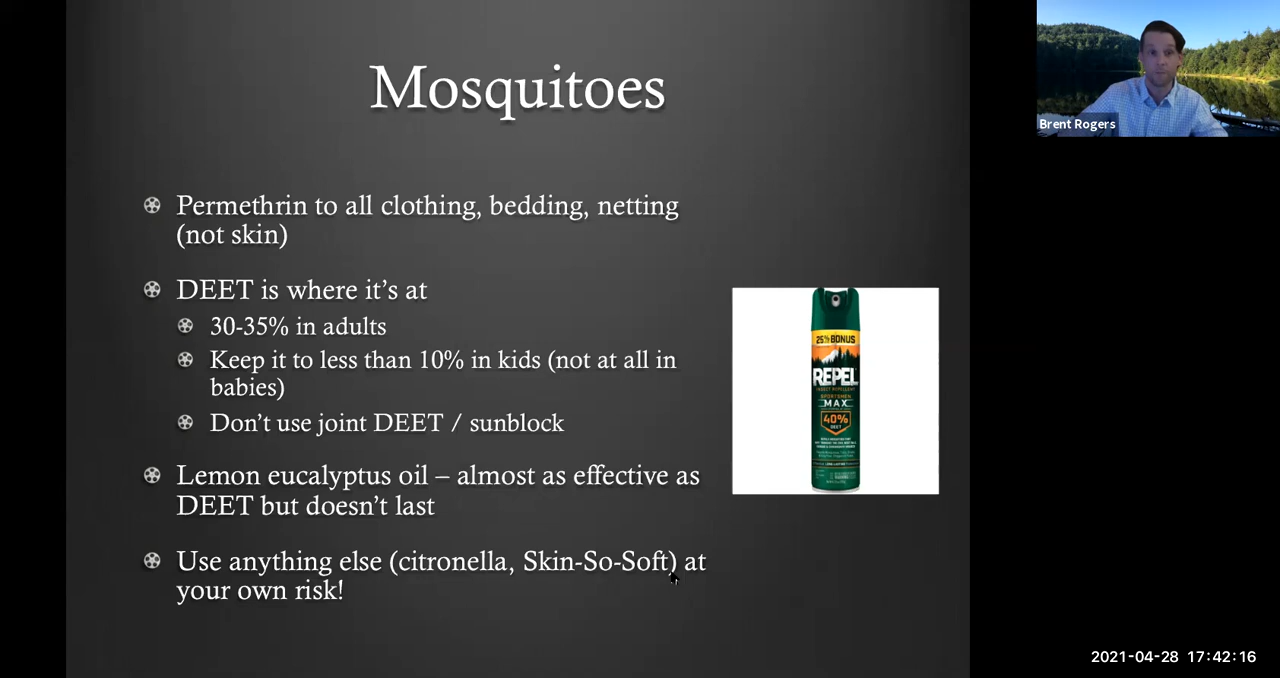 Mosquitoes
Permethrin to all clothing, bedding, netting
(not skin)
DEET is where it’s at
30-35% in adults
Keep it to less than 10% in kids (not at all in
babies)
Don’t use joint DEET / sunblock
Lemon eucalyptus oil – almost as effective as
DEET but doesn’t last
Use anything else (citronella, Skin-So-Soft) at
your own risk!
25% BONUS
REPEL
INSECT REPELLENT
SPORTSMEN
MAX
40%
DEET
Brent Rogers
2021-04-28 17:42:16